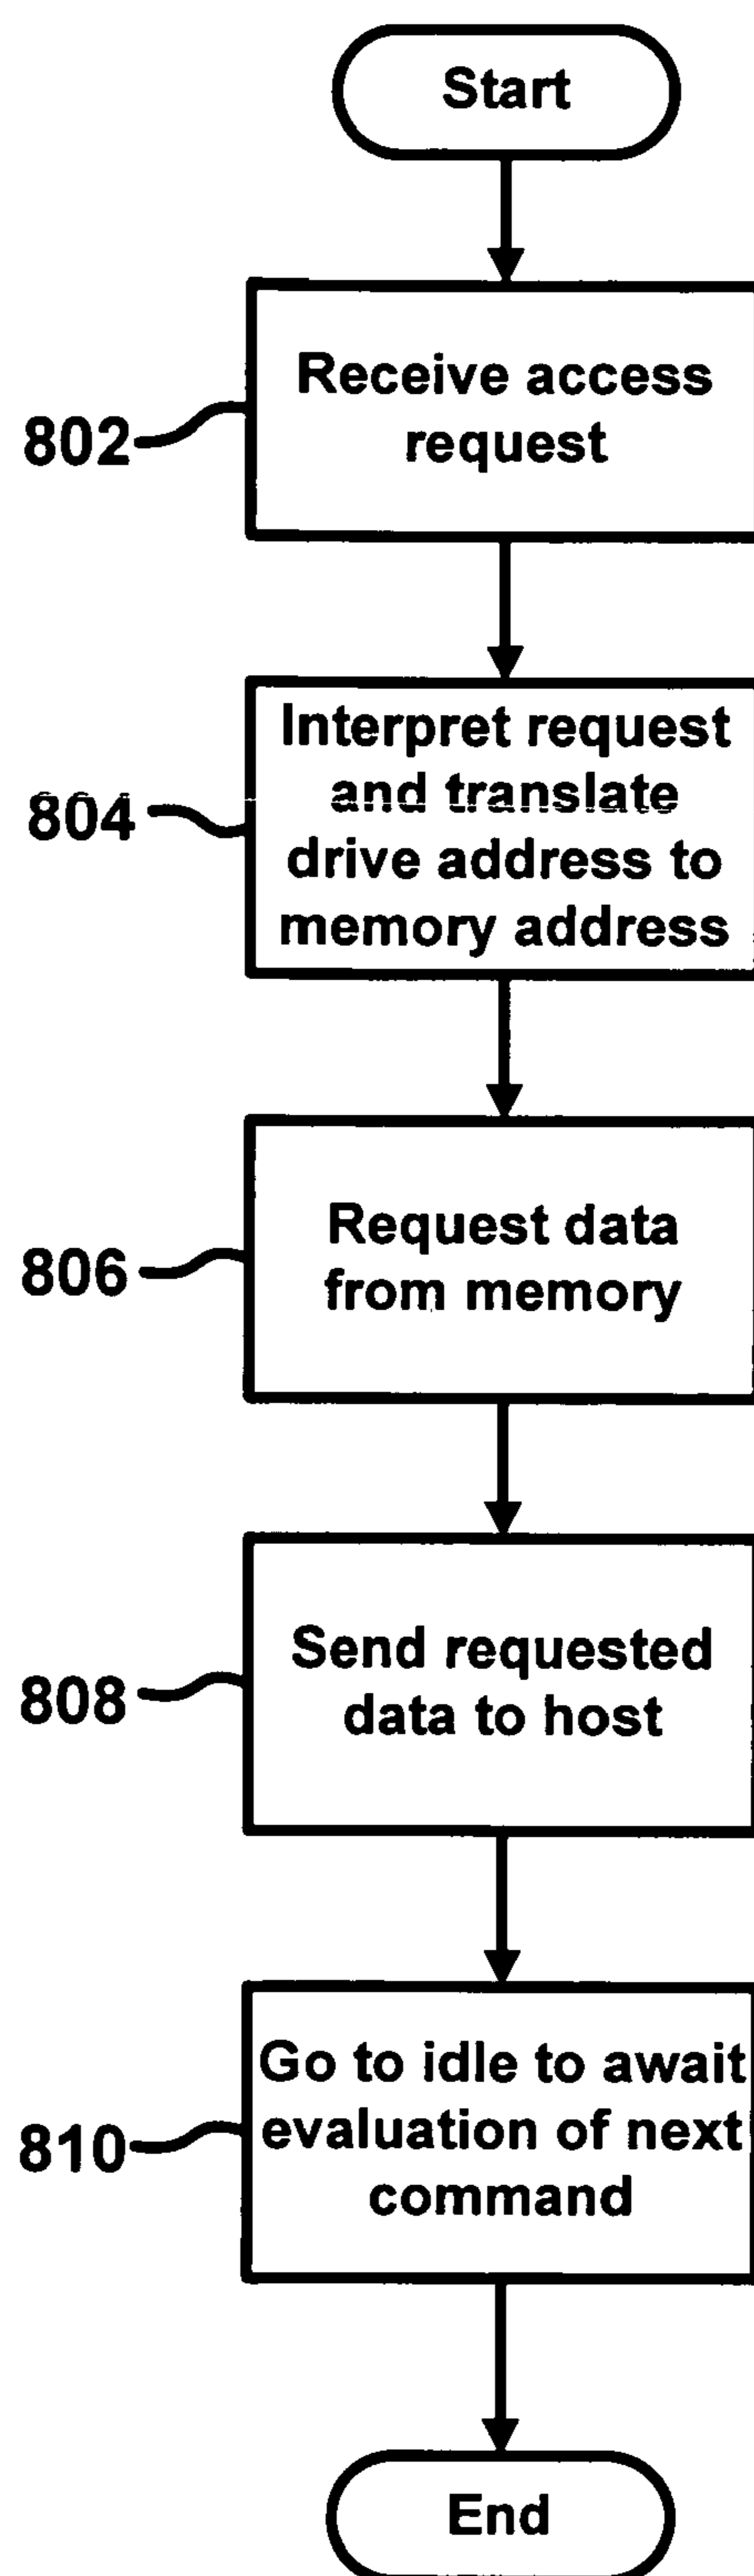 Start
Receive access
request
802
Interpret request
and translate
drive address to
memory address
804
Request data
from memory
806
Send requested
data to host
808
Go to idle to await
evaluation of next
command
810
End